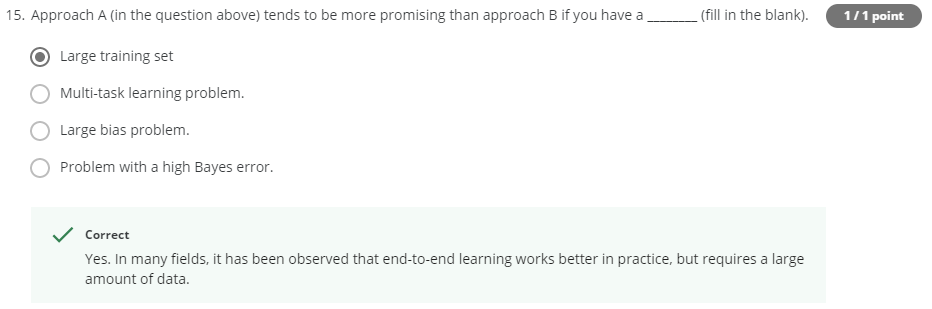 15. Approach A (in the question above) tends to be more promising than approach B if you have a ________ (fill in the blank). 1 / 1 point
Large training set
Multi-task learning problem.
Large bias problem.
Problem with a high Bayes error.
Correct
Yes. In many fields, it has been observed that end-to-end learning works better in practice, but requires a large
amount of data.